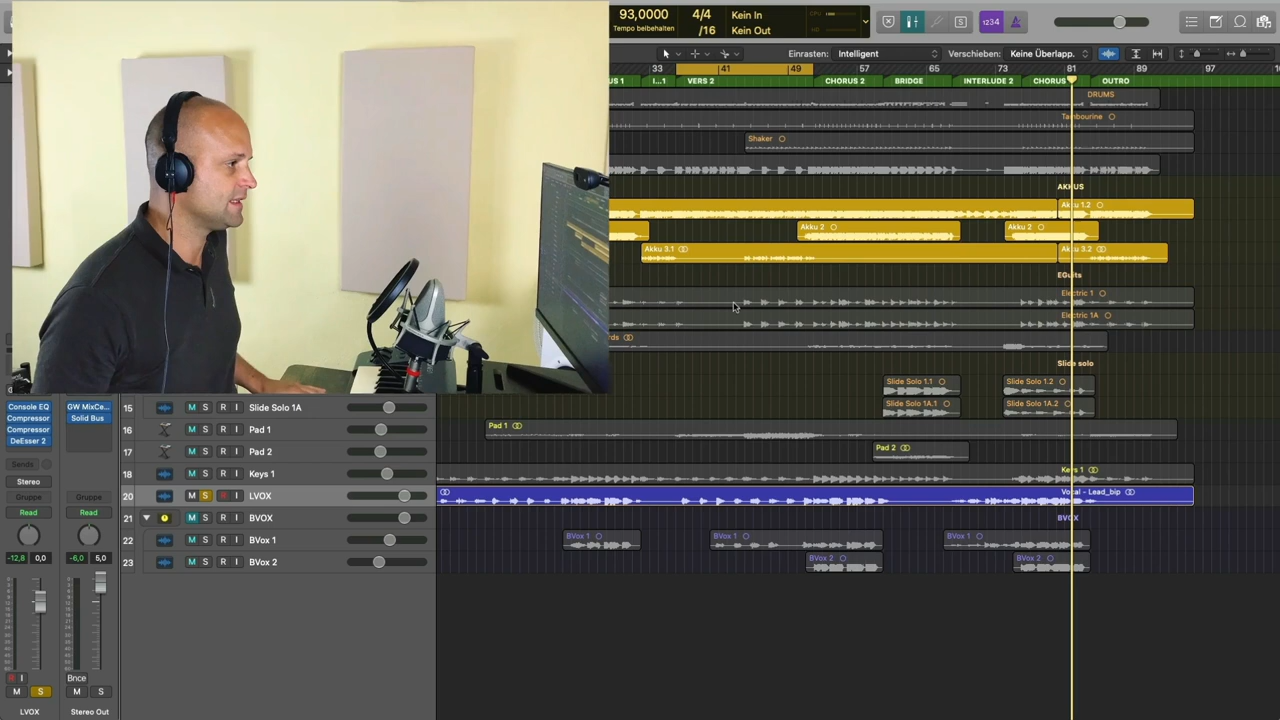 93,0000
Tempo beibehalten
4/4
/16
Kein In
Kein Out
CPU
HD
1234
Einrasten: Intelligent
Verschieben: Keine Überlapp.
33 41 49 57 65 73 81 89 97
US 1 I...1 VERS 2 CHORUS 2 BRIDGE INTERLUDE 2 CHORUS OUTRO
DRUMS
Tambourine
Shaker
AKKUS
Akku 1.2
Akku 2 Akku 2
Akku 3.1 Akku 3.2
EGuits
Electric 1
Electric 1A
rds
Slide solo
Slide Solo 1.1 Slide Solo 1.2
Slide Solo 1A.1 Slide Solo 1A.2
Console EQ
Compressor
Compressor
DeEsser 2
Sends
Stereo
Gruppe
Read
-12,8 0,0
R I
M S
LVOX
GW MixCe...
Solid Bus
Gruppe
Read
-6,0 5,0
Bnce
M S
Stereo Out
15 M S R I Slide Solo 1A
16 M S R I Pad 1
17 M S R I Pad 2
18 M S R I Keys 1
20 M S R I LVOX
21 M S R I BVOX
22 M S R I BVox 1
23 M S R I BVox 2
Pad 1
Pad 2
Keys 1
Vocal - Lead_bip
BVOX
BVox 1 BVox 1 BVox 1
BVox 2 BVox 2